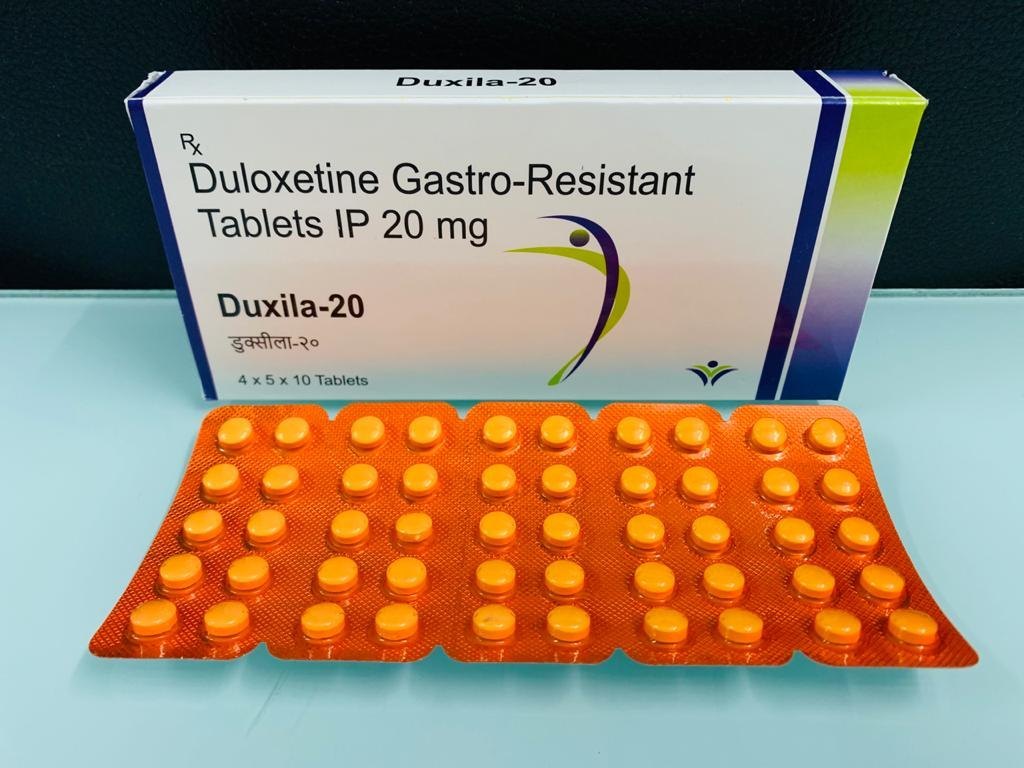 Duxila-20
Rx
Duloxetine Gastro-Resistant
Tablets IP 20 mg
Duxila-20
डुक्सीला-२०
4 x 5 x 10 Tablets